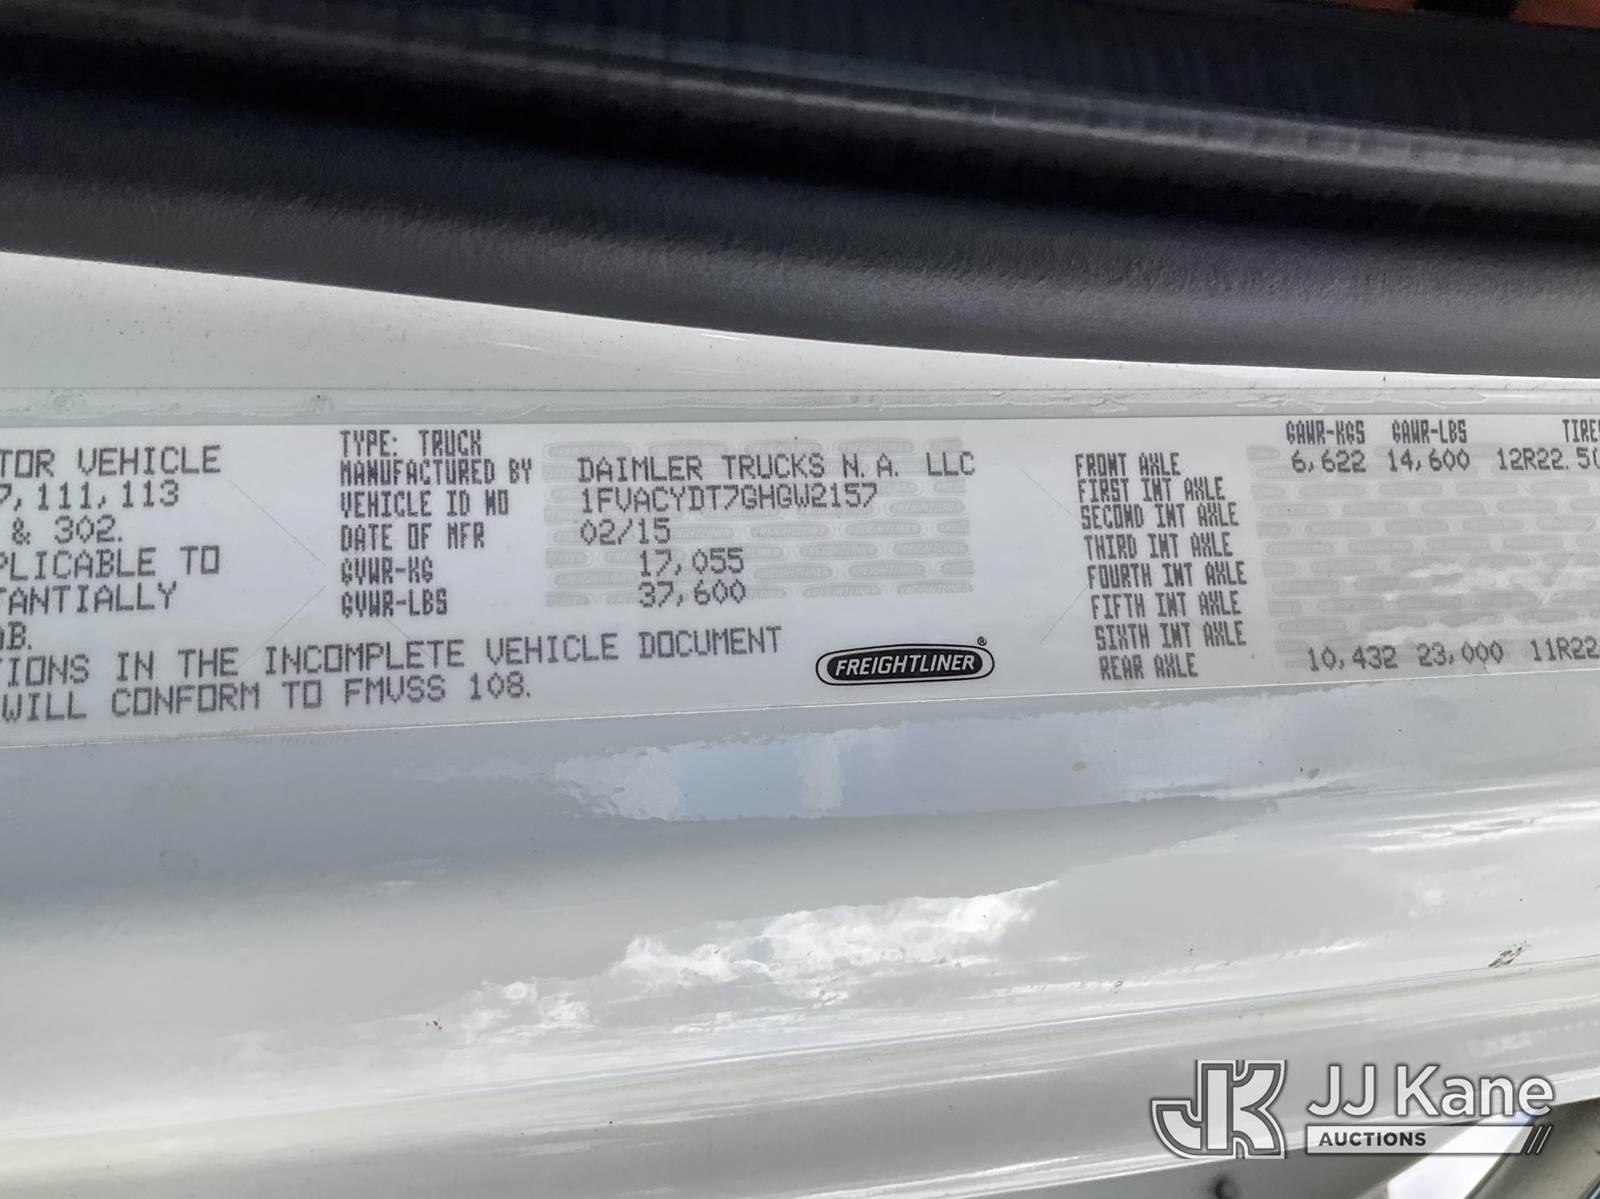 TOR VEHICLE
7, 111, 113
& 302.
PLICABLE TO
TANTIALLY
AB.
TIONS IN THE INCOMPLETE VEHICLE DOCUMENT
WILL CONFORM TO FMVSS 108.
TYPE: TRUCK
MANUFACTURED BY DAIMLER TRUCKS N. A. LLC
VEHICLE ID NO 1FVACYDT7GHGW2157
DATE OF MFR 02/15
GVWR-KG 17,055
GVWR-LBS 37,600
FREIGHTLINER®
GAWR-KGS GAWR-LBS TIRE
FRONT AXLE 6,622 14,600 12R22.5(
FIRST INT AXLE
SECOND INT AXLE
THIRD INT AXLE
FOURTH INT AXLE
FIFTH INT AXLE
SIXTH INT AXLE
REAR AXLE 10,432 23,000 11R22
JK JJ Kane
AUCTIONS